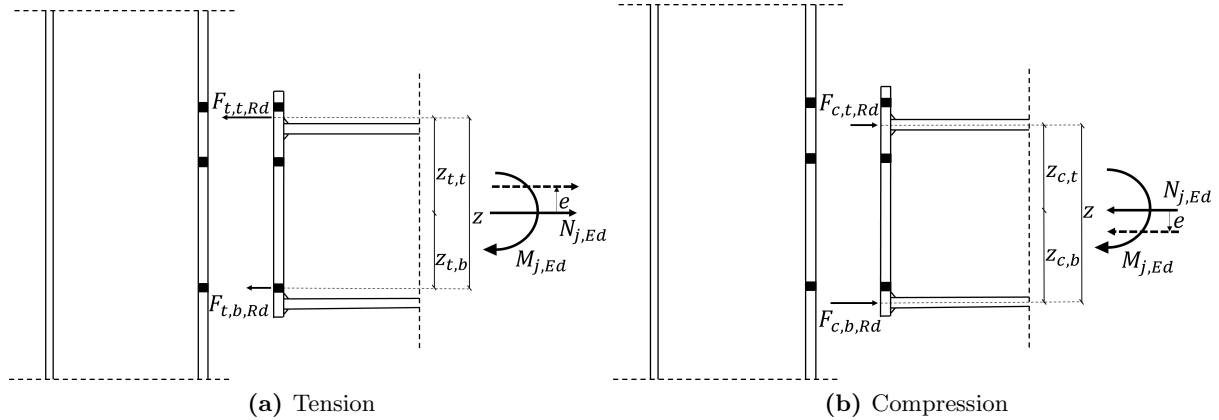 F_{t,t,Rd}
z_{t,t}
z
e
N_{j,Ed}
z_{t,b}
M_{j,Ed}
F_{t,b,Rd}
(a) Tension
F_{c,t,Rd}
z_{c,t}
N_{j,Ed}
z
e
z_{c,b}
M_{j,Ed}
F_{c,b,Rd}
(b) Compression